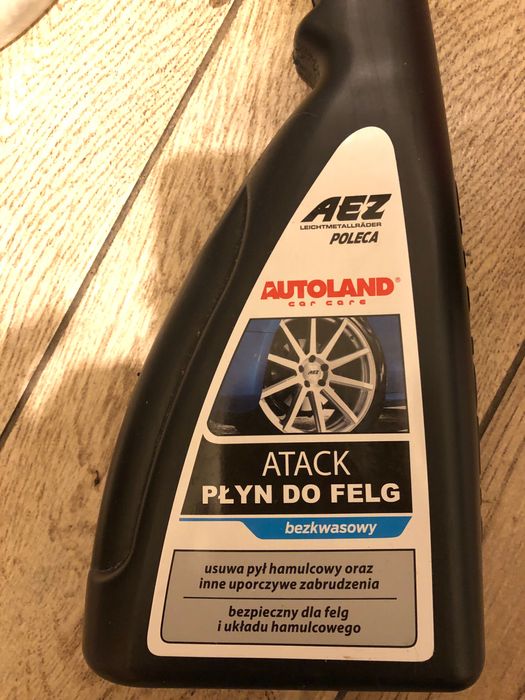 AEZ
LEICHTMETALLRÄDER
POLECA
AUTOLAND®
car care
AEZ
ATACK
PŁYN DO FELG
bezkwasowy
usuwa pył hamulcowy oraz
inne uporczywe zabrudzenia
bezpieczny dla felg
i układu hamulcowego